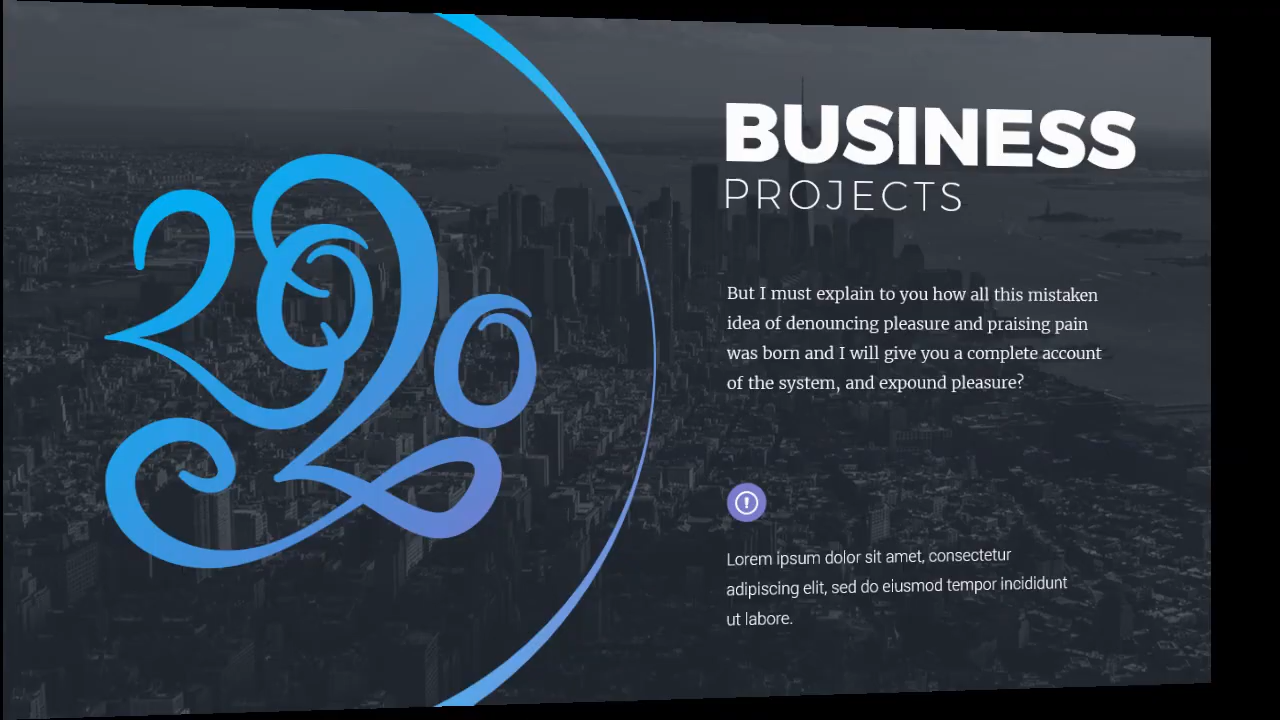 2020
BUSINESS
PROJECTS
But I must explain to you how all this mistaken
idea of denouncing pleasure and praising pain
was born and I will give you a complete account
of the system, and expound pleasure?
Lorem ipsum dolor sit amet, consectetur
adipiscing elit, sed do eiusmod tempor incididunt
ut labore.